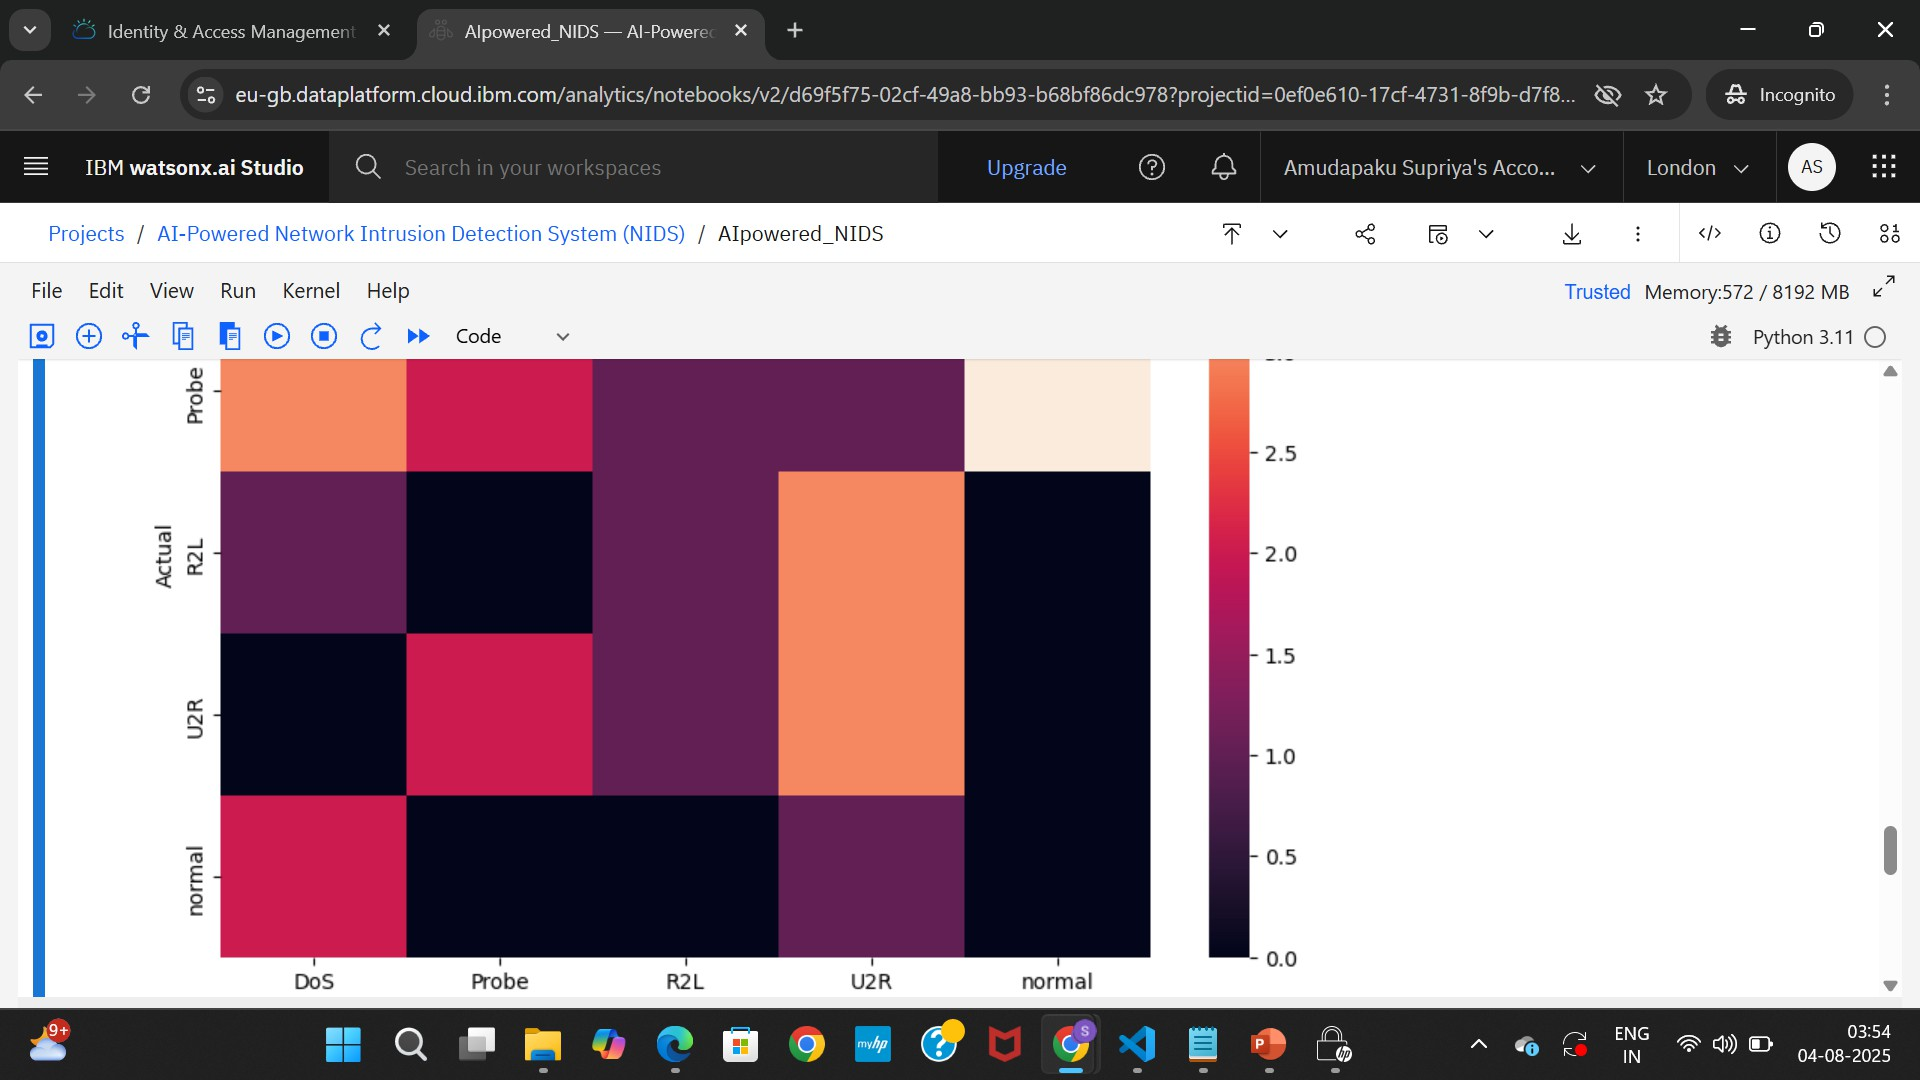 Identity & Access Management
AIpowered_NIDS — AI-Powered
eu-gb.dataplatform.cloud.ibm.com/analytics/notebooks/v2/d69f5f75-02cf-49a8-bb93-b68bf86dc978?projectid=0ef0e610-17cf-4731-8f9b-d7f8...
Incognito
IBM watsonx.ai Studio
Search in your workspaces
Upgrade
Amudapaku Supriya's Acco...
London
AS
Projects / AI-Powered Network Intrusion Detection System (NIDS) / AIpowered_NIDS
File Edit View Run Kernel Help
Trusted Memory:572 / 8192 MB
Code
Python 3.11
Probe
R2L
U2R
normal
Actual
DoS Probe R2L U2R normal
2.5
2.0
1.5
1.0
0.5
0.0
9+
myhp
S
P
hp
ENG
IN
03:54
04-08-2025